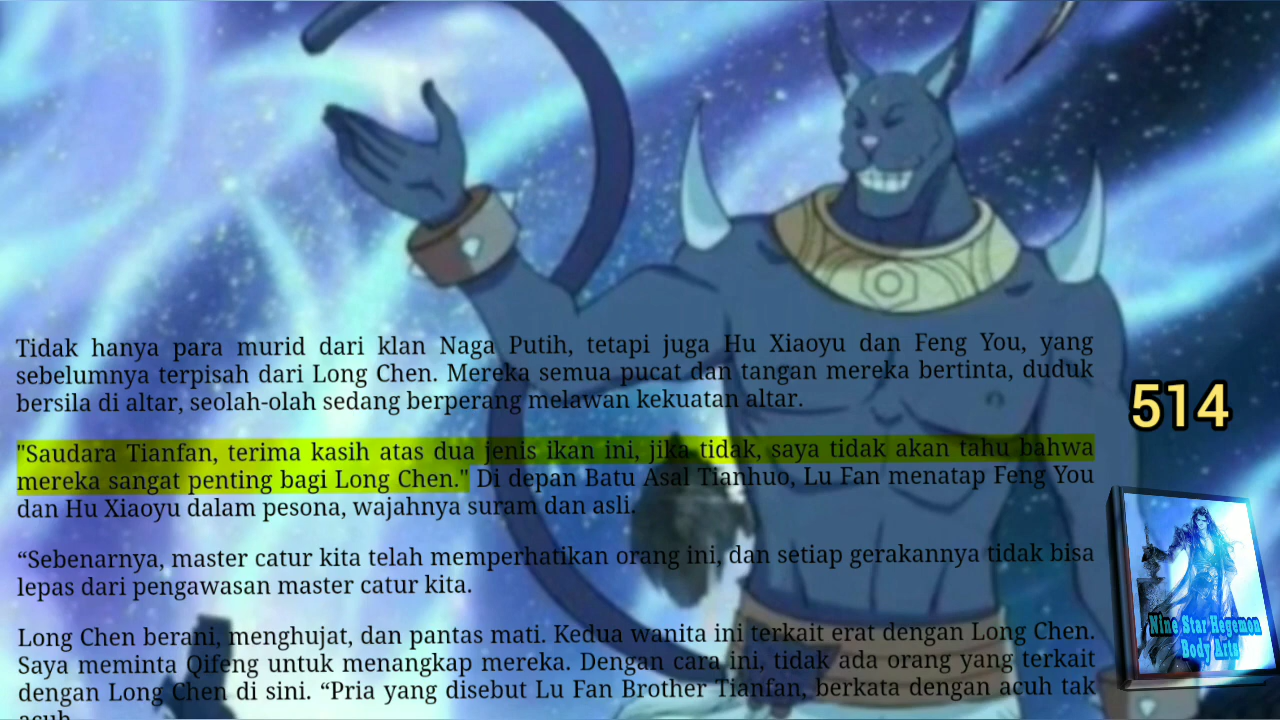 Tidak hanya para murid dari klan Naga Putih, tetapi juga Hu Xiaoyu dan Feng You, yang
sebelumnya terpisah dari Long Chen. Mereka semua pucat dan tangan mereka bertinta, duduk
bersila di altar, seolah-olah sedang berperang melawan kekuatan altar.
"Saudara Tianfan, terima kasih atas dua jenis ikan ini, jika tidak, saya tidak akan tahu bahwa
mereka sangat penting bagi Long Chen." Di depan Batu Asal Tianhuo, Lu Fan menatap Feng You
dan Hu Xiaoyu dalam pesona, wajahnya suram dan asli.
“Sebenarnya, master catur kita telah memperhatikan orang ini, dan setiap gerakannya tidak bisa
lepas dari pengawasan master catur kita.
Long Chen berani, menghujat, dan pantas mati. Kedua wanita ini terkait erat dengan Long Chen.
Saya meminta Qifeng untuk menangkap mereka. Dengan cara ini, tidak ada orang yang terkait
dengan Long Chen di sini. “Pria yang disebut Lu Fan Brother Tianfan, berkata dengan acuh tak
acuh.
514
Nine Star Hegemon
Body Arts